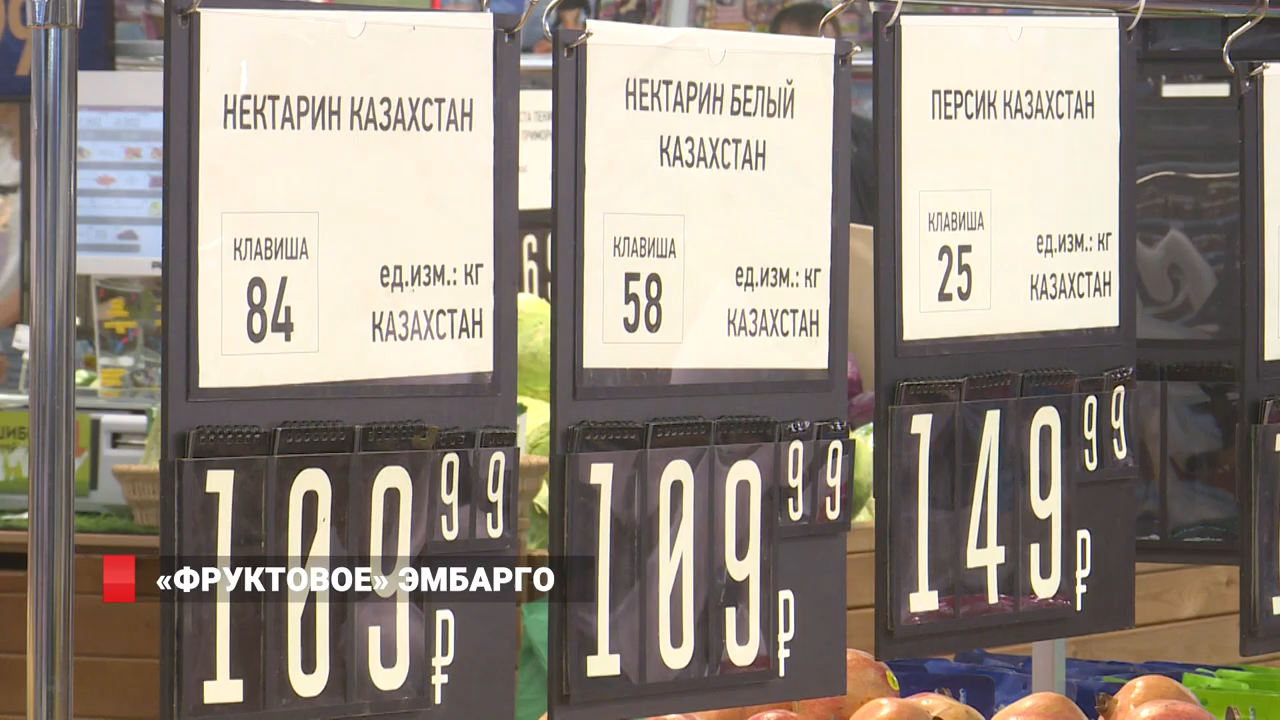 НЕКТАРИН КАЗАХСТАН
КЛАВИША
84
ед.изм.: кг
КАЗАХСТАН
109 99
₽
НЕКТАРИН БЕЛЫЙ
КАЗАХСТАН
КЛАВИША
58
ед.изм.: кг
КАЗАХСТАН
109 99
₽
ПЕРСИК КАЗАХСТАН
КЛАВИША
25
ед.изм.: кг
КАЗАХСТАН
149 99
₽
«ФРУКТОВОЕ» ЭМБАРГО